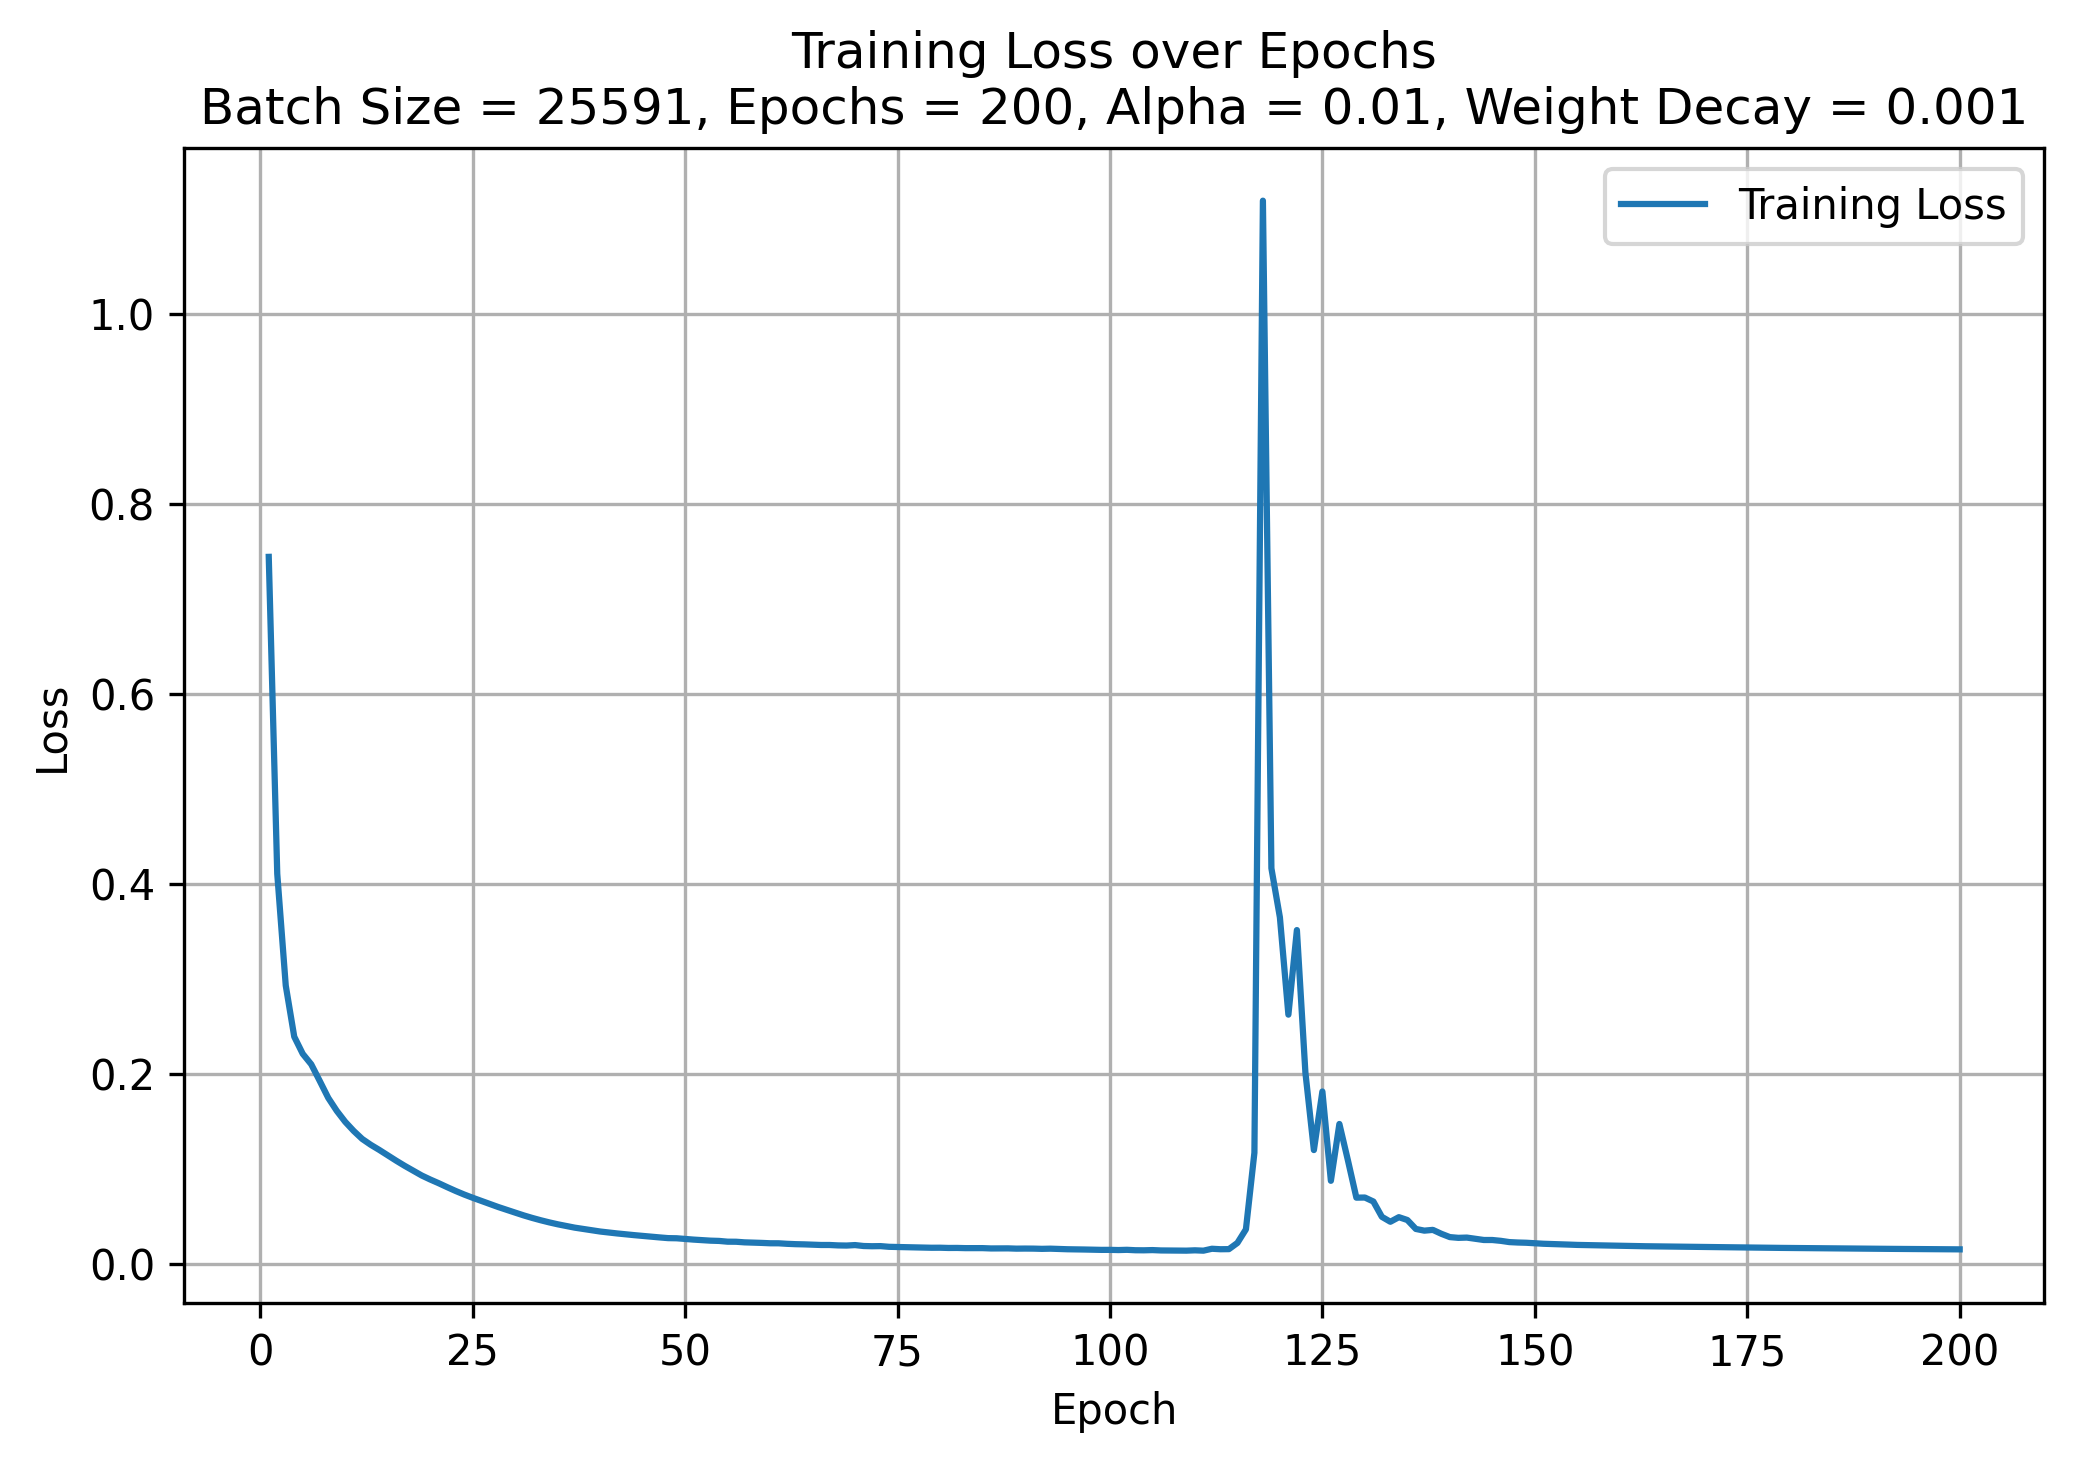 Training Loss over Epochs
Batch Size = 25591, Epochs = 200, Alpha = 0.01, Weight Decay = 0.001
Training Loss
1.0
0.8
0.6
0.4
0.2
0.0
Loss
0 25 50 75 100 125 150 175 200
Epoch